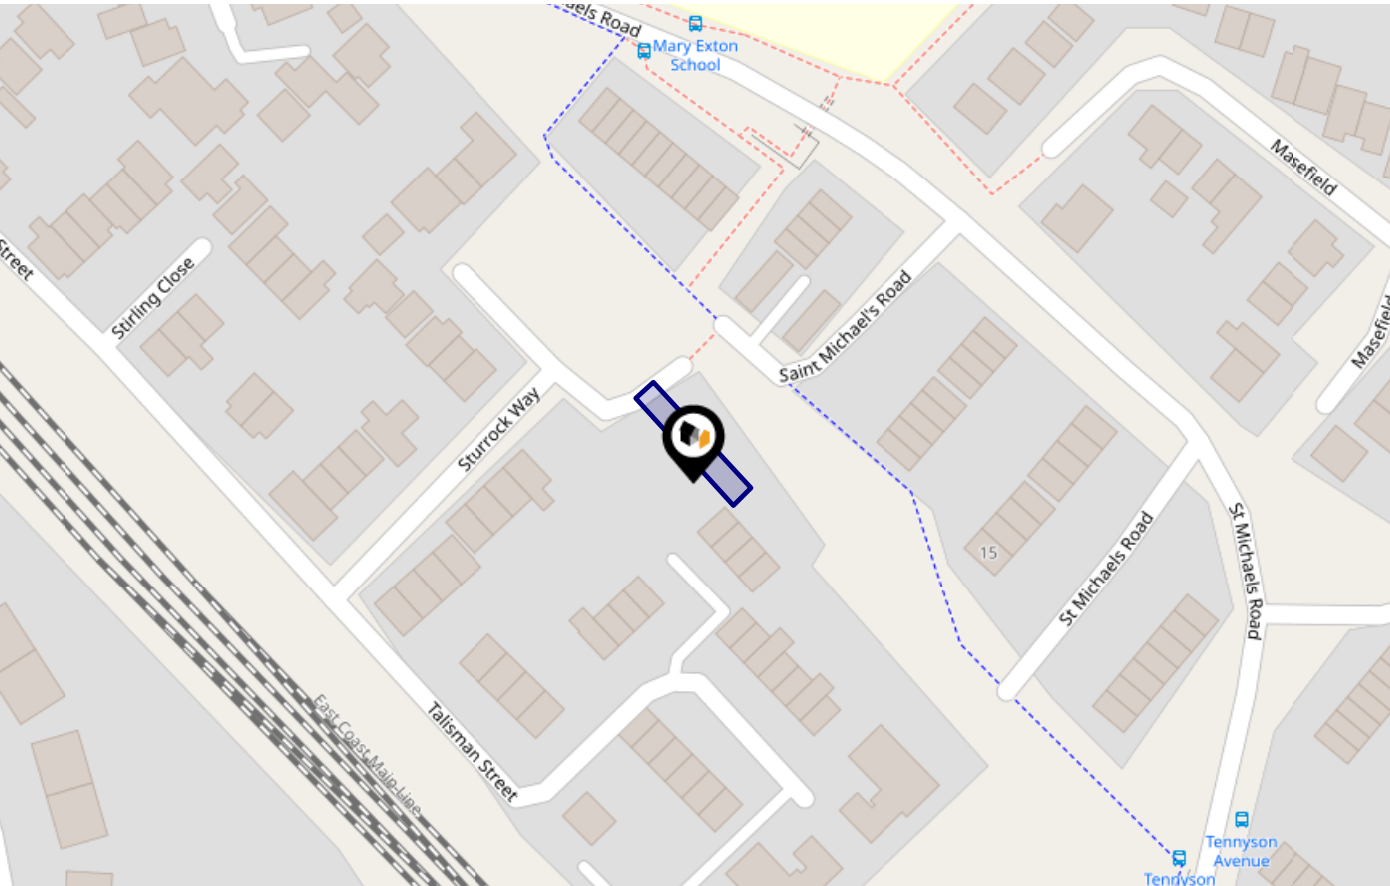 aels Road
Mary Exton
School
Masefield
Street
Stirling Close
Saint Michael's Road
Masefield
Sturrock Way
15
St Michaels Road
St Michaels Road
East Coast Main Line
Talisman Street
Tennyson
Avenue
Tennyson